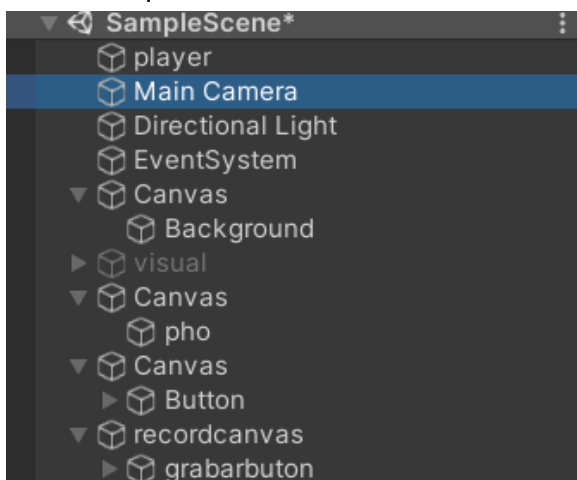 SampleScene*
player
Main Camera
Directional Light
EventSystem
Canvas
Background
visual
Canvas
pho
Canvas
Button
recordcanvas
grabarbuton